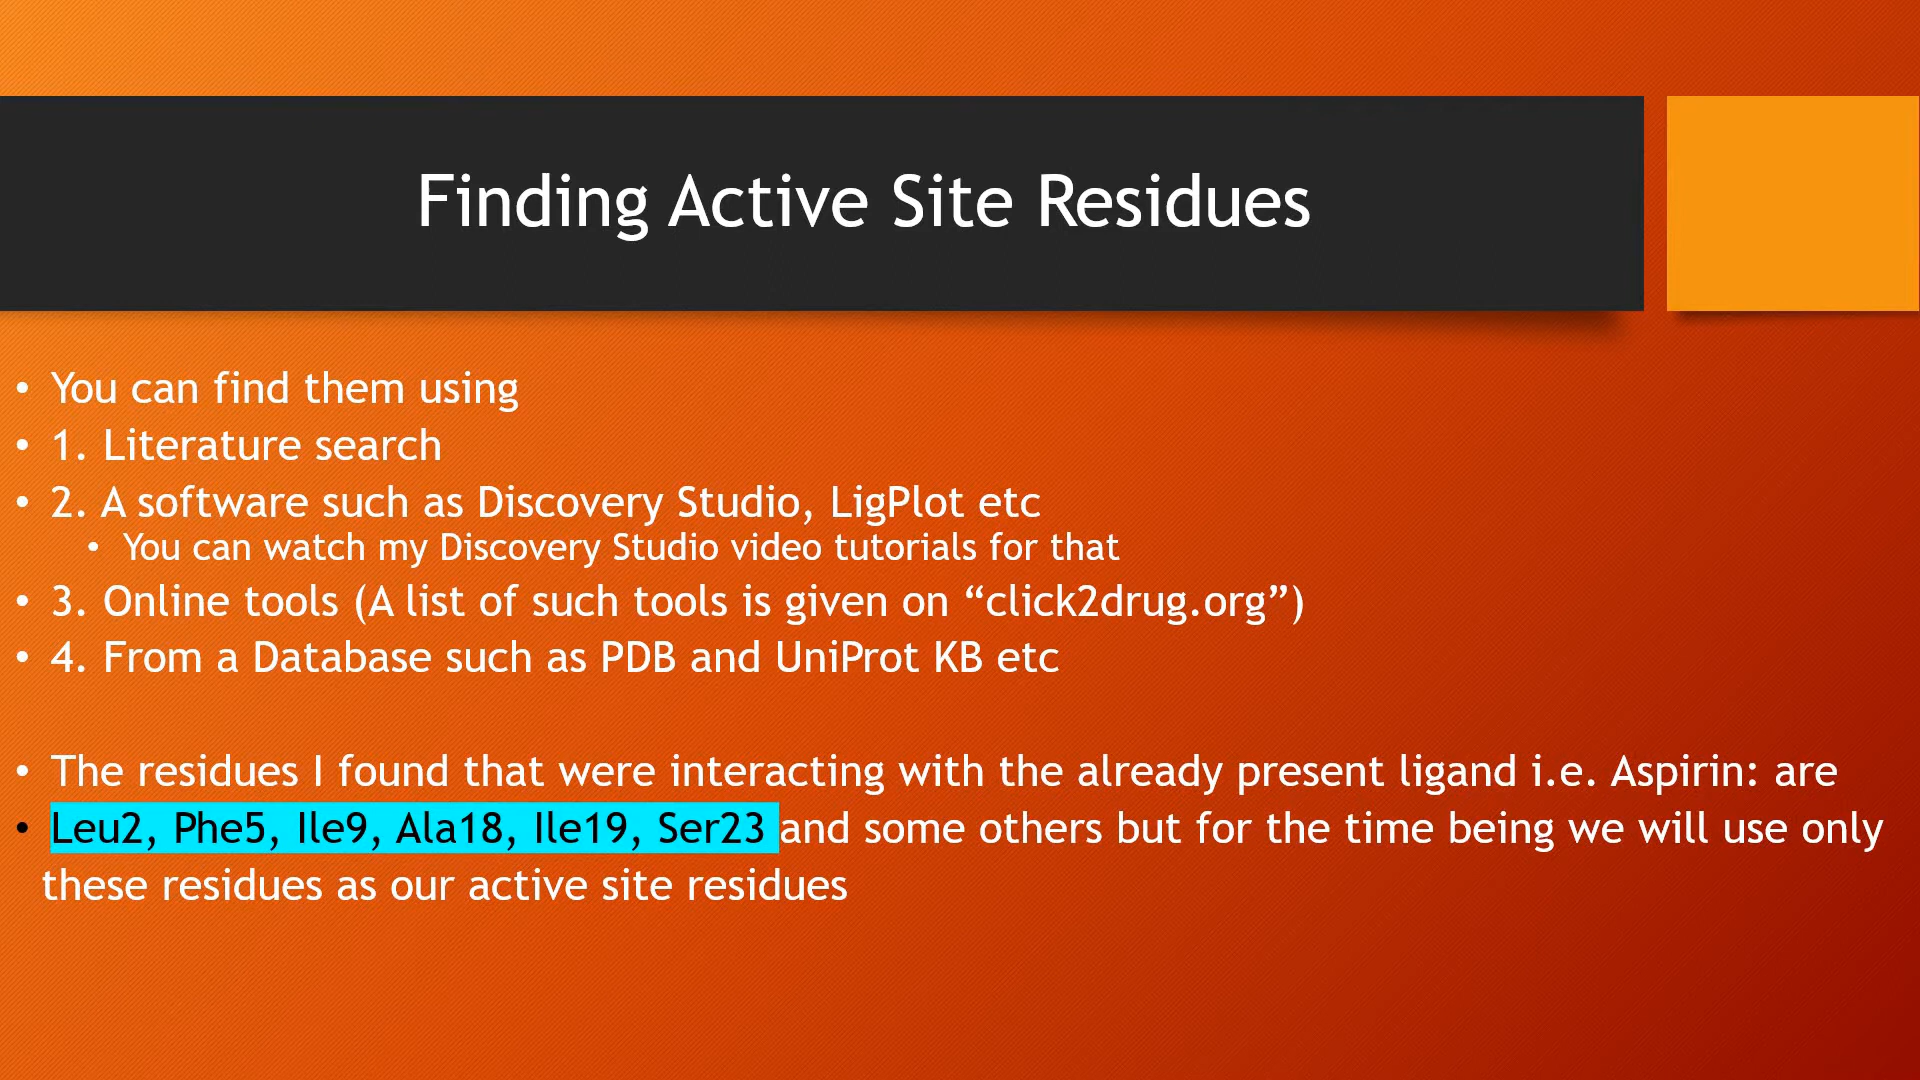 Finding Active Site Residues
• You can find them using
• 1. Literature search
• 2. A software such as Discovery Studio, LigPlot etc
• You can watch my Discovery Studio video tutorials for that
• 3. Online tools (A list of such tools is given on “click2drug.org”)
• 4. From a Database such as PDB and UniProt KB etc
• The residues I found that were interacting with the already present ligand i.e. Aspirin: are
• Leu2, Phe5, Ile9, Ala18, Ile19, Ser23 and some others but for the time being we will use only
these residues as our active site residues